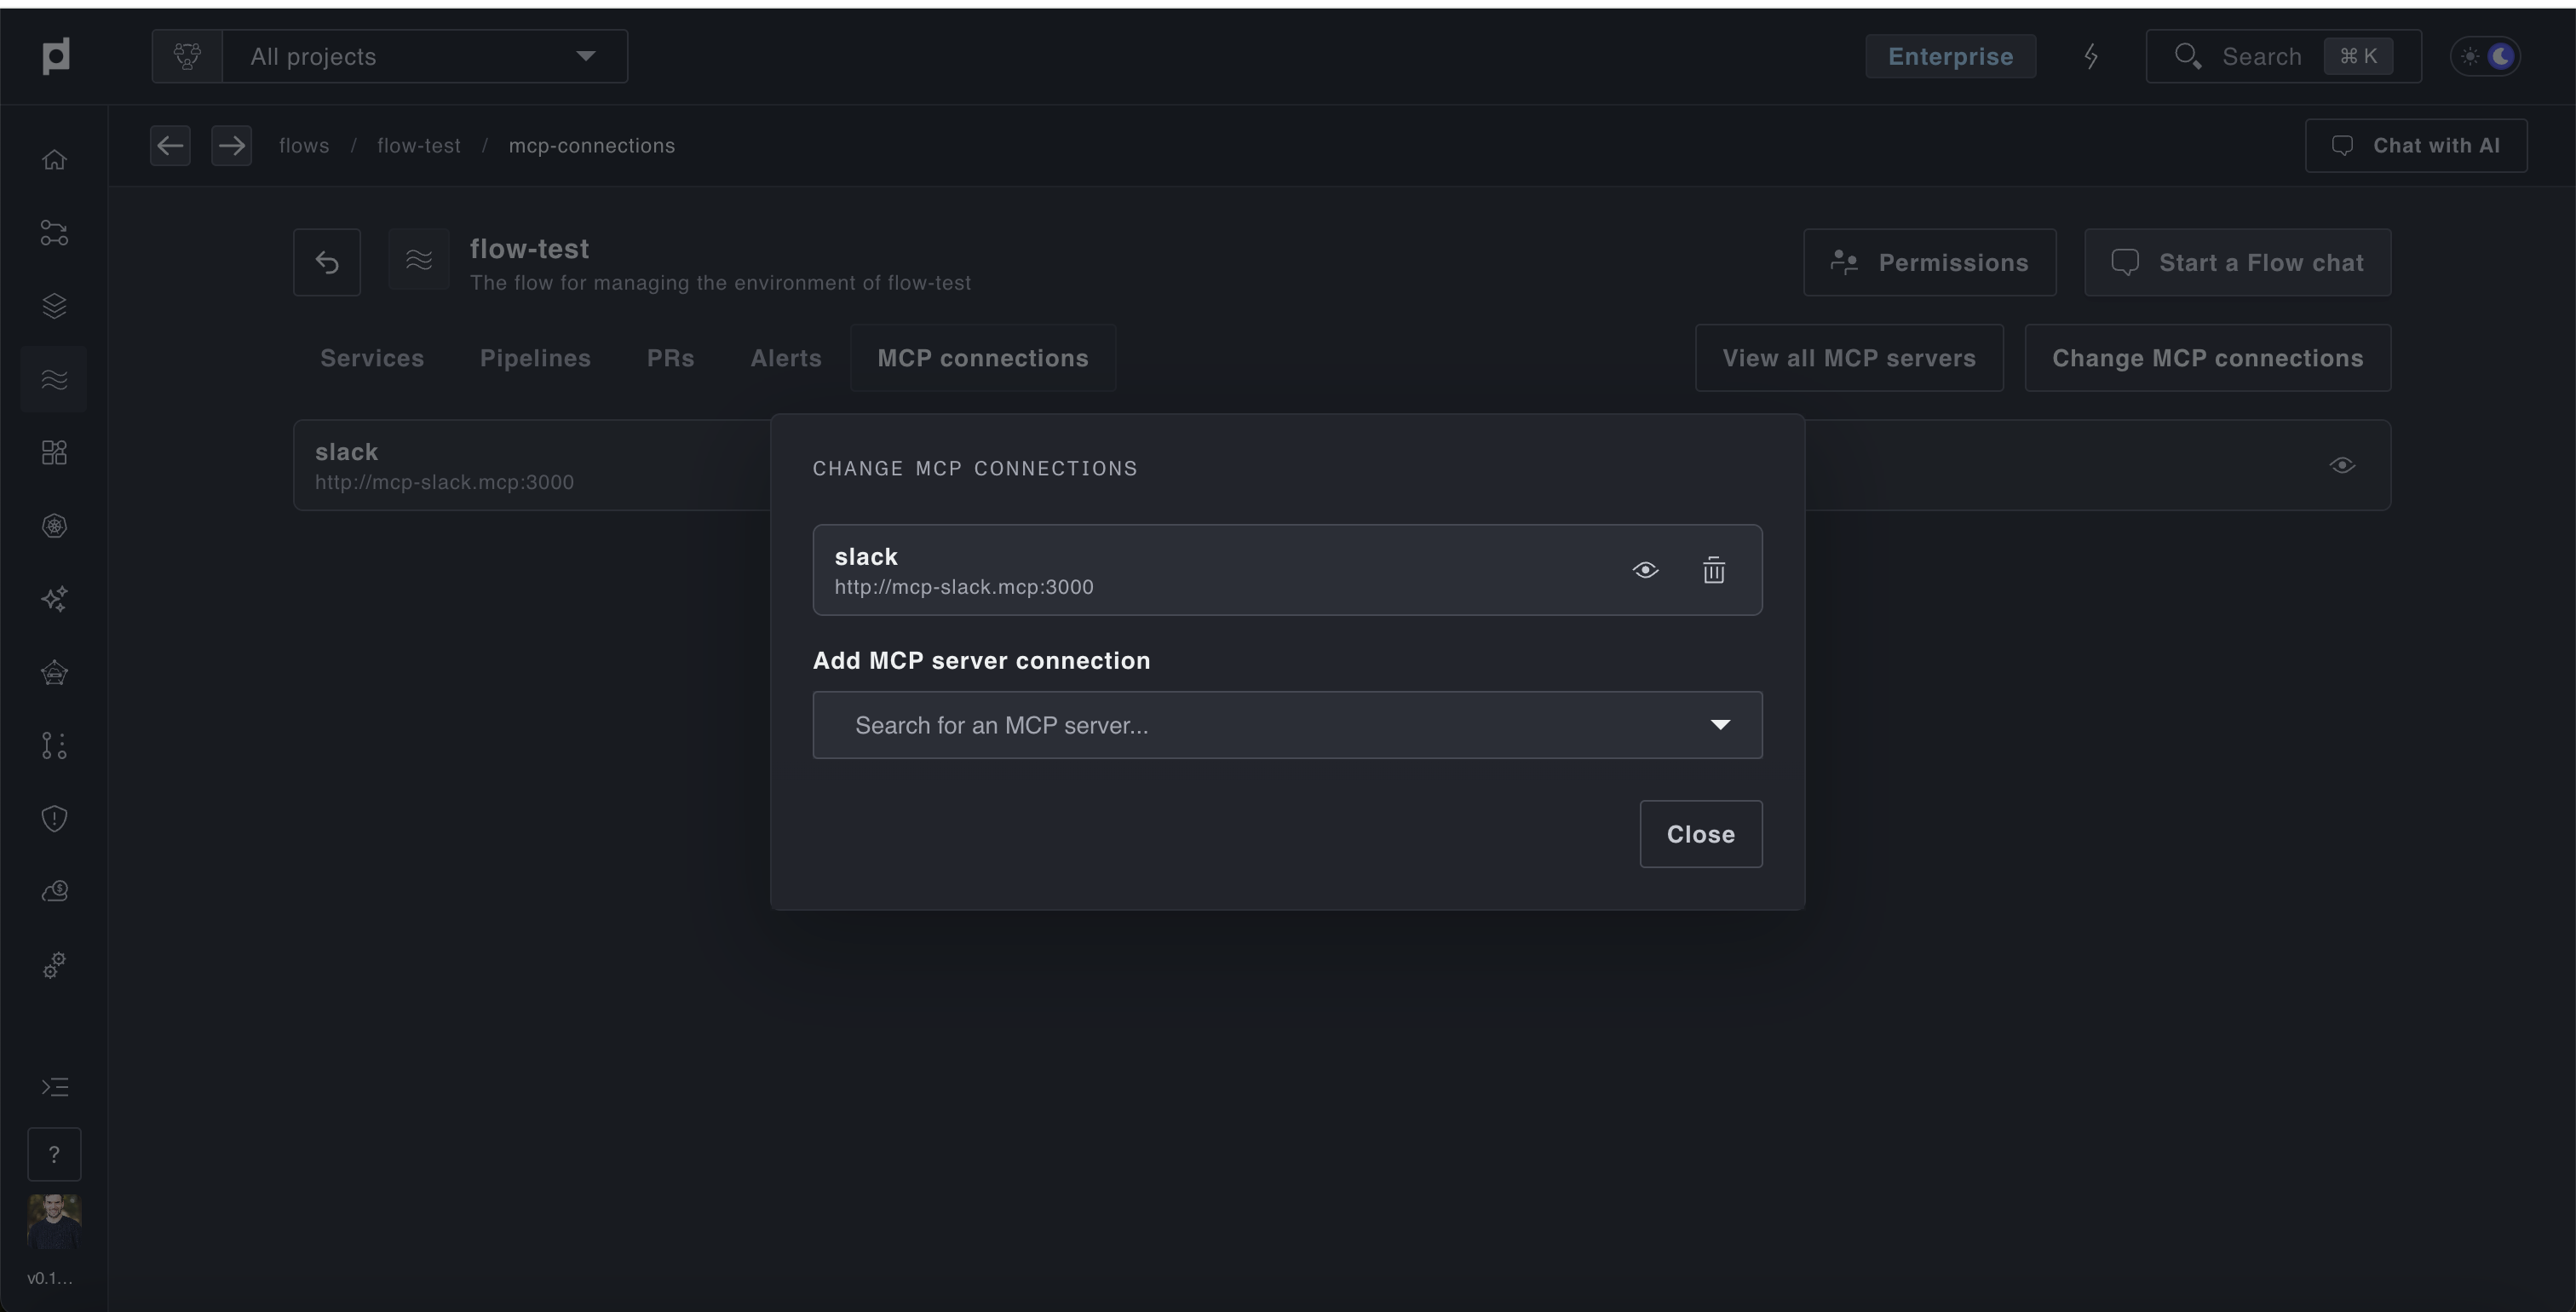 All projects
Enterprise
Search
⌘ K
flows / flow-test / mcp-connections
Chat with AI
flow-test
The flow for managing the environment of flow-test
Permissions
Start a Flow chat
Services
Pipelines
PRs
Alerts
MCP connections
View all MCP servers
Change MCP connections
slack
http://mcp-slack.mcp:3000
CHANGE MCP CONNECTIONS
slack
http://mcp-slack.mcp:3000
Add MCP server connection
Search for an MCP server...
Close
?
v0.1...